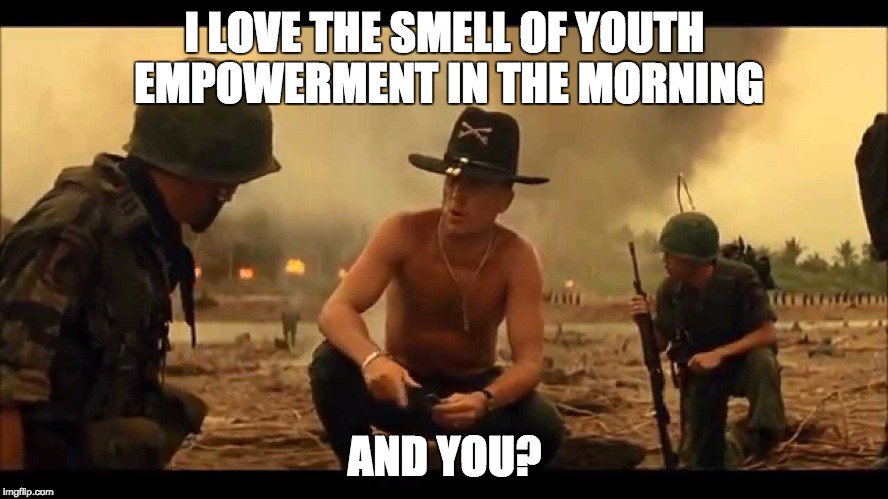 I LOVE THE SMELL OF YOUTH
EMPOWERMENT IN THE MORNING
AND YOU?
imgflip.com